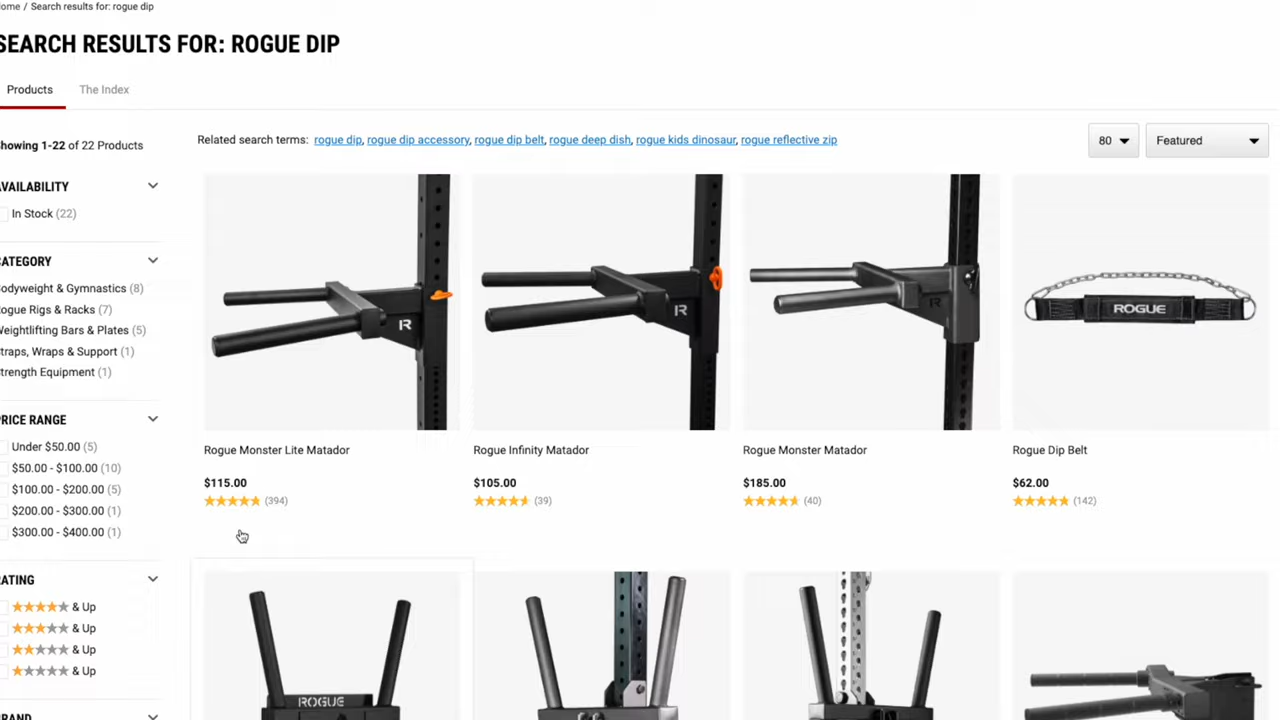 ome / Search results for: rogue dip
SEARCH RESULTS FOR: ROGUE DIP
Products
The Index
howing 1-22 of 22 Products
Related search terms: rogue dip, rogue dip accessory, rogue dip belt, rogue deep dish, rogue kids dinosaur, rogue reflective zip
80
Featured
AVAILABILITY
In Stock (22)
CATEGORY
odyweight & Gymnastics (8)
ogue Rigs & Racks (7)
Weightlifting Bars & Plates (5)
traps, Wraps & Support (1)
trength Equipment (1)
PRICE RANGE
Under $50.00 (5)
$50.00 - $100.00 (10)
$100.00 - $200.00 (5)
$200.00 - $300.00 (1)
$300.00 - $400.00 (1)
RATING
& Up
& Up
& Up
& Up
BRAND
R
Rogue Monster Lite Matador
$115.00
(394)
R
Rogue Infinity Matador
$105.00
(39)
R
Rogue Monster Matador
$185.00
(40)
ROGUE
Rogue Dip Belt
$62.00
(142)
ROGUE